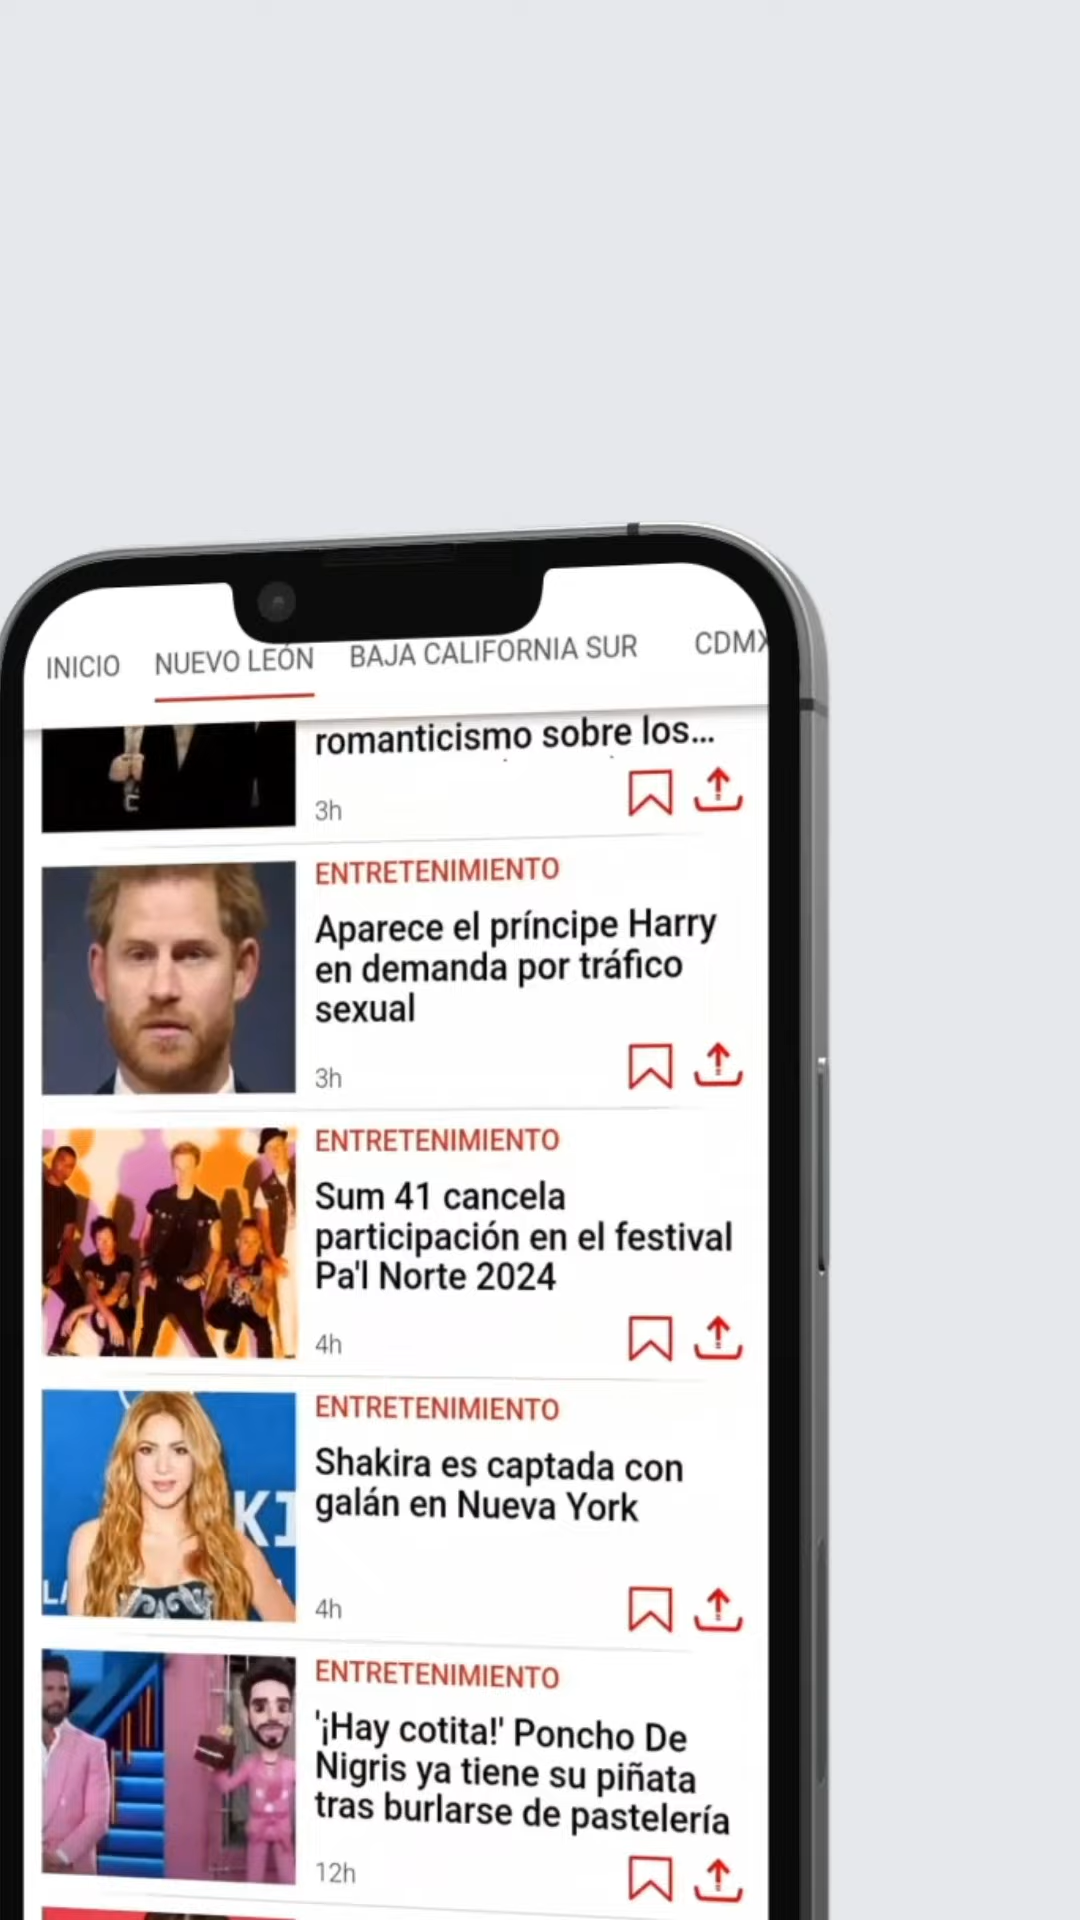 INICIO NUEVO LEÓN BAJA CALIFORNIA SUR CDMX
romanticismo sobre los...
3h
ENTRETENIMIENTO
Aparece el príncipe Harry
en demanda por tráfico
sexual
3h
ENTRETENIMIENTO
Sum 41 cancela
participación en el festival
Pa'l Norte 2024
4h
ENTRETENIMIENTO
Shakira es captada con
galán en Nueva York
KI
LA
4h
ENTRETENIMIENTO
'¡Hay cotita!' Poncho De
Nigris ya tiene su piñata
tras burlarse de pastelería
12h